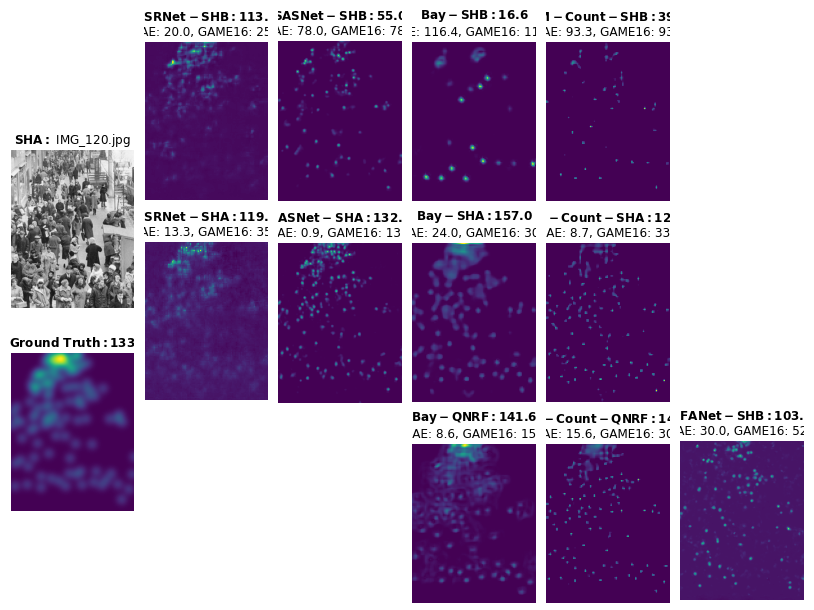 SRNet − SHB: 113.
AE: 20.0, GAME16: 25
SASNet − SHB: 55.0
AE: 78.0, GAME16: 78
Bay − SHB: 16.6
E: 116.4, GAME16: 11
M − Count − SHB: 39
AE: 93.3, GAME16: 93
SHA: IMG_120.jpg
SRNet − SHA: 119.
AE: 13.3, GAME16: 35
ASNet − SHA: 132.
AE: 0.9, GAME16: 13
Bay − SHA: 157.0
AE: 24.0, GAME16: 30
− Count − SHA: 12
AE: 8.7, GAME16: 33
Ground Truth: 133
Bay − QNRF: 141.6
AE: 8.6, GAME16: 15
− Count − QNRF: 14
AE: 15.6, GAME16: 30
FANet − SHB: 103.
AE: 30.0, GAME16: 52